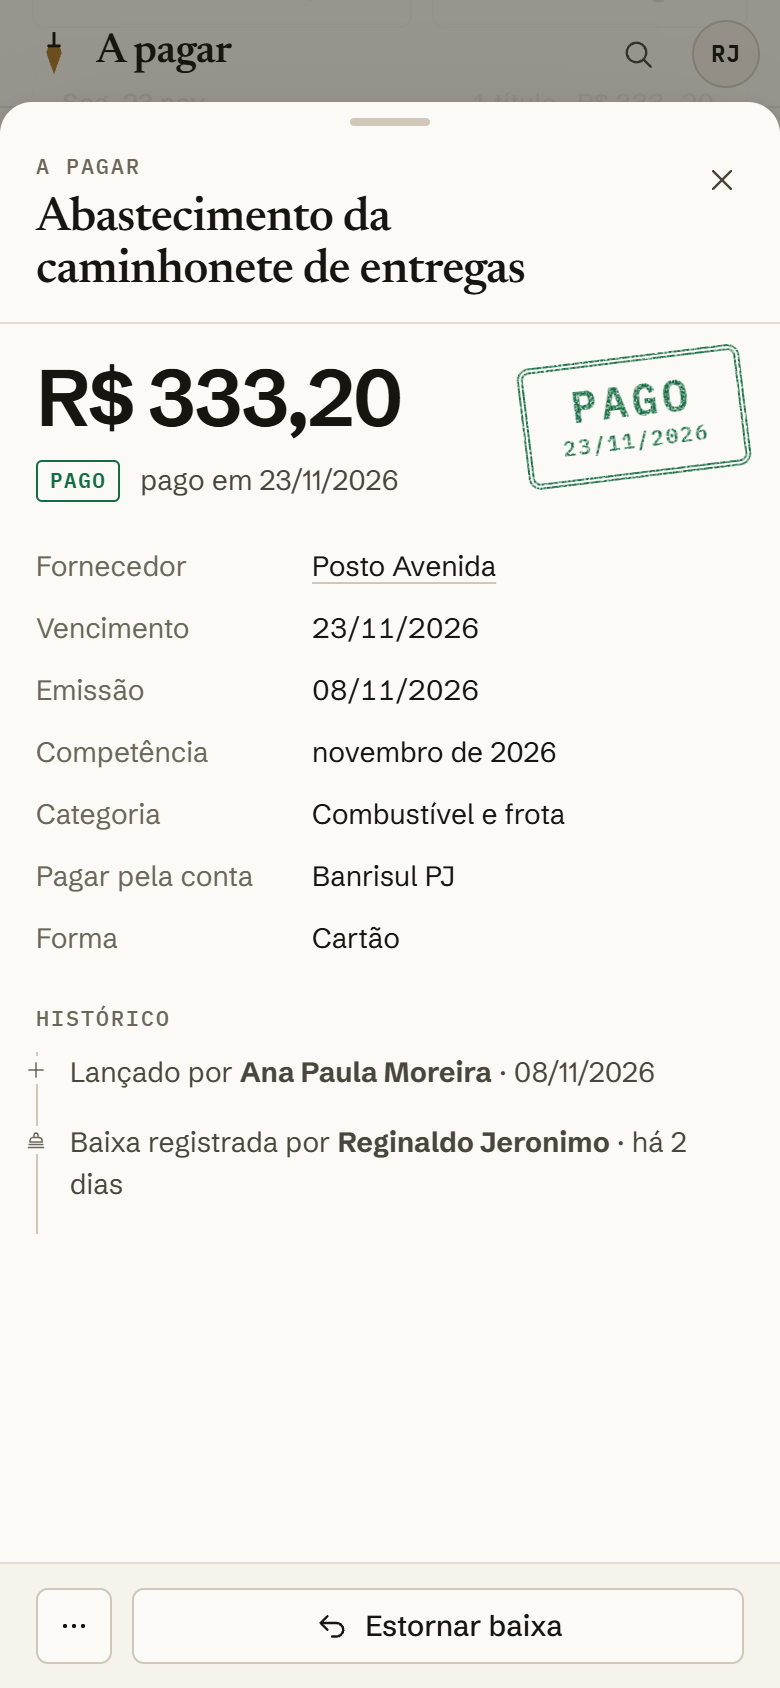 A pagar
RJ
A PAGAR
Abastecimento da
caminhonete de entregas
R$ 333,20
PAGO
23/11/2026
PAGO
pago em 23/11/2026
Fornecedor
Posto Avenida
Vencimento
23/11/2026
Emissão
08/11/2026
Competência
novembro de 2026
Categoria
Combustível e frota
Pagar pela conta
Banrisul PJ
Forma
Cartão
HISTÓRICO
Lançado por Ana Paula Moreira · 08/11/2026
Baixa registrada por Reginaldo Jeronimo · há 2
dias
Estornar baixa